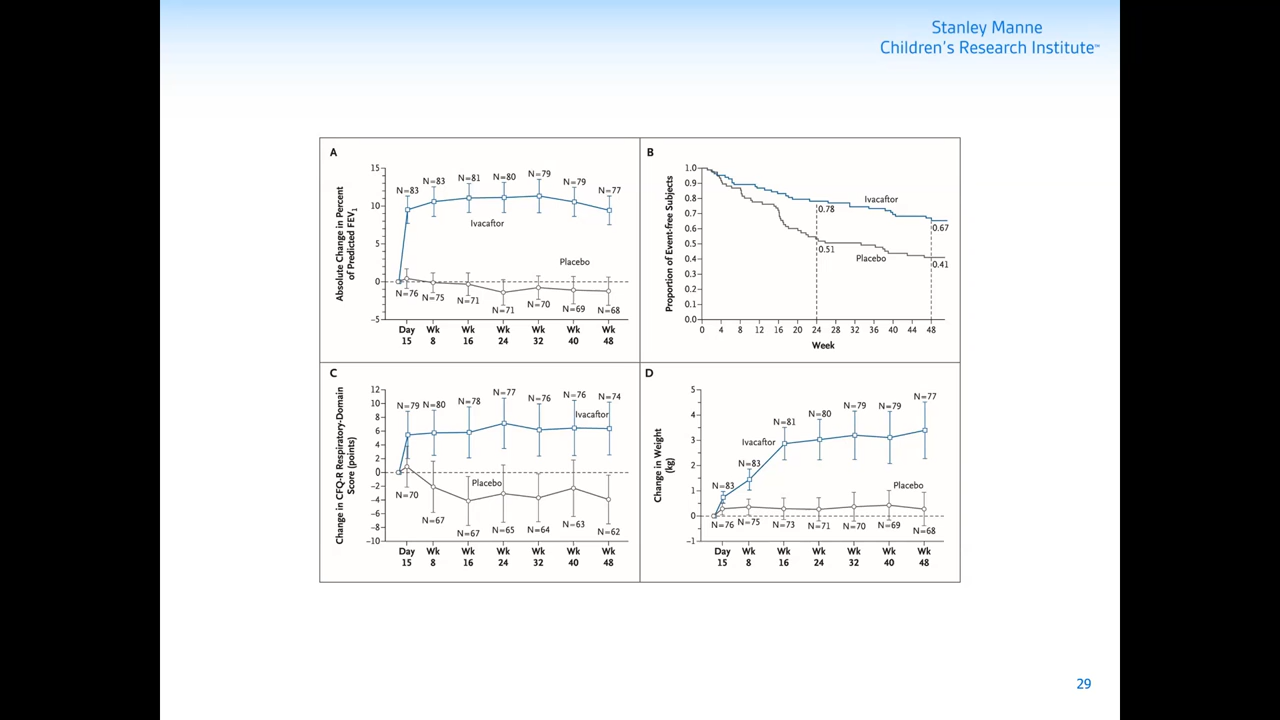 Stanley Manne
Children's Research Institute℠
A
Absolute Change in Percent
of Predicted FEV1
15
10
5
0
−5
N=83
N=83
N=81
N=80
N=79
N=79
N=77
Ivacaftor
Placebo
N=76
N=75
N=71
N=71
N=70
N=69
N=68
Day
15
Wk
8
Wk
16
Wk
24
Wk
32
Wk
40
Wk
48
B
Proportion of Event-free Subjects
1.0
0.9
0.8
0.7
0.6
0.5
0.4
0.3
0.2
0.1
0.0
Ivacaftor
0.78
0.67
0.51
Placebo
0.41
0 4 8 12 16 20 24 28 32 36 40 44 48
Week
C
Change in CFQ-R Respiratory-Domain
Score (points)
12
10
8
6
4
2
0
−2
−4
−6
−8
−10
N=79
N=80
N=78
N=77
N=76
N=76
N=74
Ivacaftor
Placebo
N=70
N=67
N=67
N=65
N=64
N=63
N=62
Day
15
Wk
8
Wk
16
Wk
24
Wk
32
Wk
40
Wk
48
D
Change in Weight
(kg)
5
4
3
2
1
0
−1
N=83
N=83
N=81
N=80
N=79
N=79
N=77
Ivacaftor
Placebo
N=76
N=75
N=73
N=71
N=70
N=69
N=68
Day
15
Wk
8
Wk
16
Wk
24
Wk
32
Wk
40
Wk
48
29